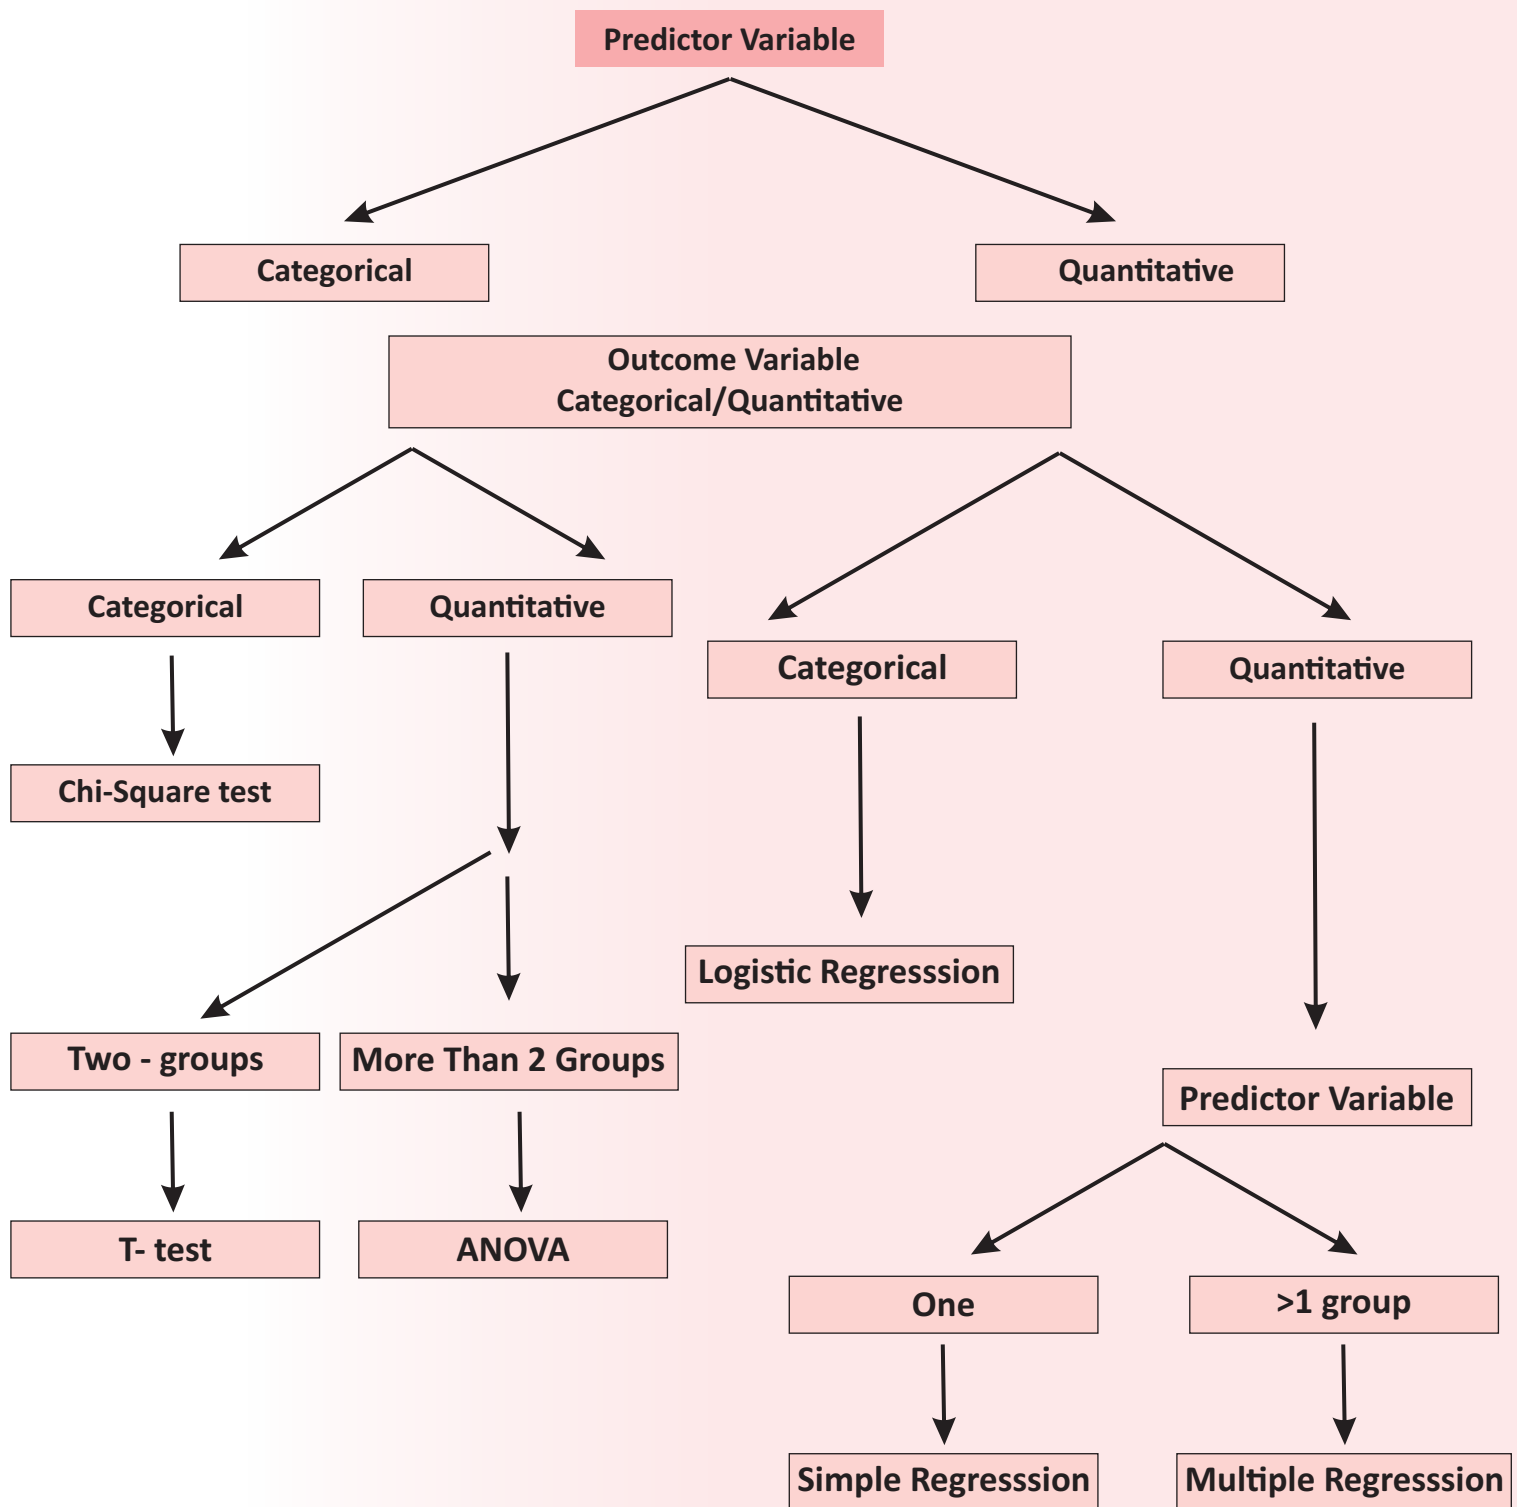 Predictor Variable
Categorical
Quantitative
Outcome Variable
Categorical/Quantitative
Categorical
Quantitative
Categorical
Quantitative
Chi-Square test
Logistic Regresssion
Two - groups
More Than 2 Groups
Predictor Variable
T- test
ANOVA
One
>1 group
Simple Regresssion
Multiple Regresssion